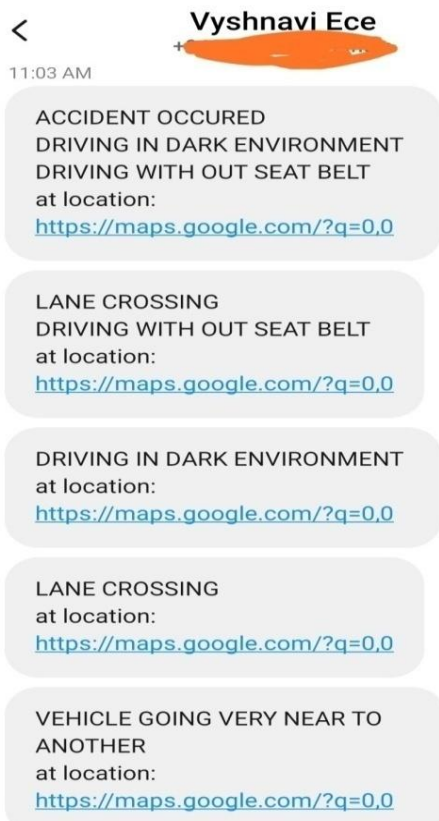 Vyshnavi Ece
+
11:03 AM
ACCIDENT OCCURED
DRIVING IN DARK ENVIRONMENT
DRIVING WITH OUT SEAT BELT
at location:
https://maps.google.com/?q=0,0
LANE CROSSING
DRIVING WITH OUT SEAT BELT
at location:
https://maps.google.com/?q=0,0
DRIVING IN DARK ENVIRONMENT
at location:
https://maps.google.com/?q=0,0
LANE CROSSING
at location:
https://maps.google.com/?q=0,0
VEHICLE GOING VERY NEAR TO
ANOTHER
at location:
https://maps.google.com/?q=0,0